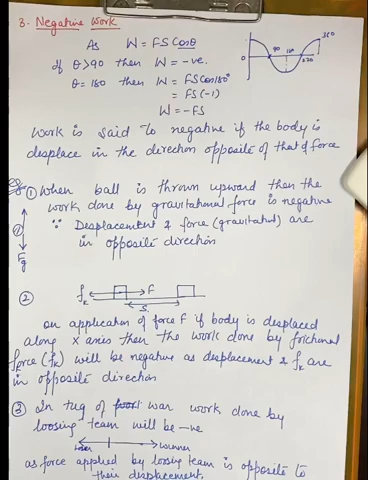 3. Negative Work
As W = FS Cosθ
If θ>90 then W = -ve.
θ = 180 then W = FS Cos180°
= FS (-1)
W = -FS
0 90 180 270 360
Work is said to negative if the body is
displace in the direction opposite of that of force
Eg ① When ball is thrown upward then the
work done by gravitational force is negative
∵ Displacement & force (gravitatnal) are
in opposite direction
Fg
②
fk F
S
on application of force F if body is displaced
along x axis then the work done by frictional
force (fk) will be negative as displacement & fk are
in opposite direction
③ In tug of war work done by
loosing team will be -ve
loser winner
as force applied by loosing team is opposite to
their displacement.